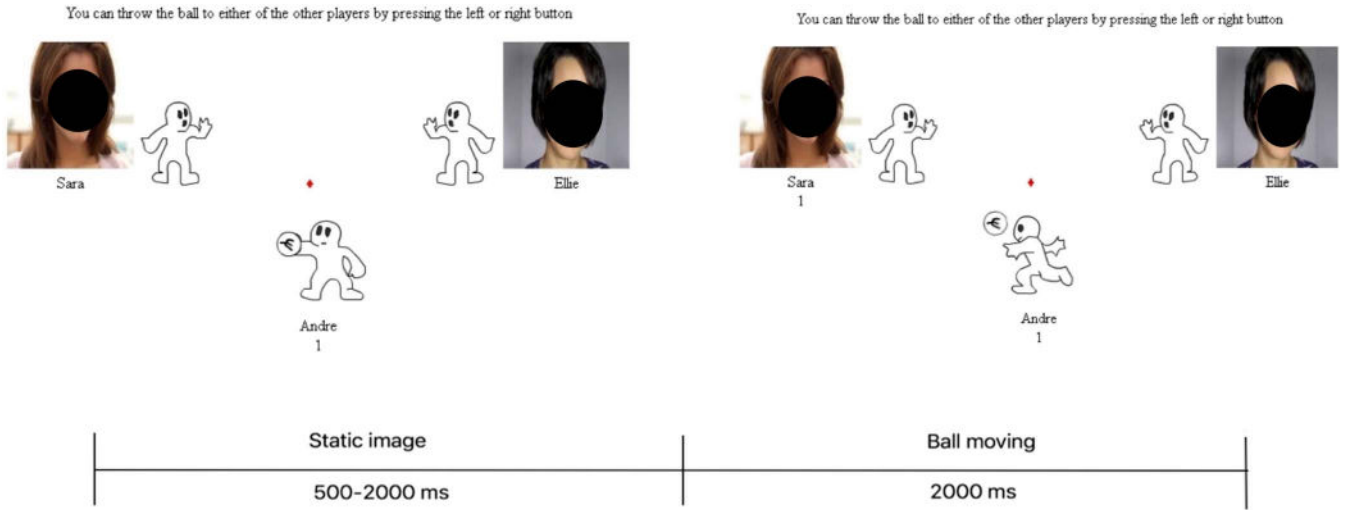 You can throw the ball to either of the other players by pressing the left or right button
Sara
Ellie
€
Andre
1
Static image
500-2000 ms
You can throw the ball to either of the other players by pressing the left or right button
Sara
1
Ellie
€
Andre
1
Ball moving
2000 ms